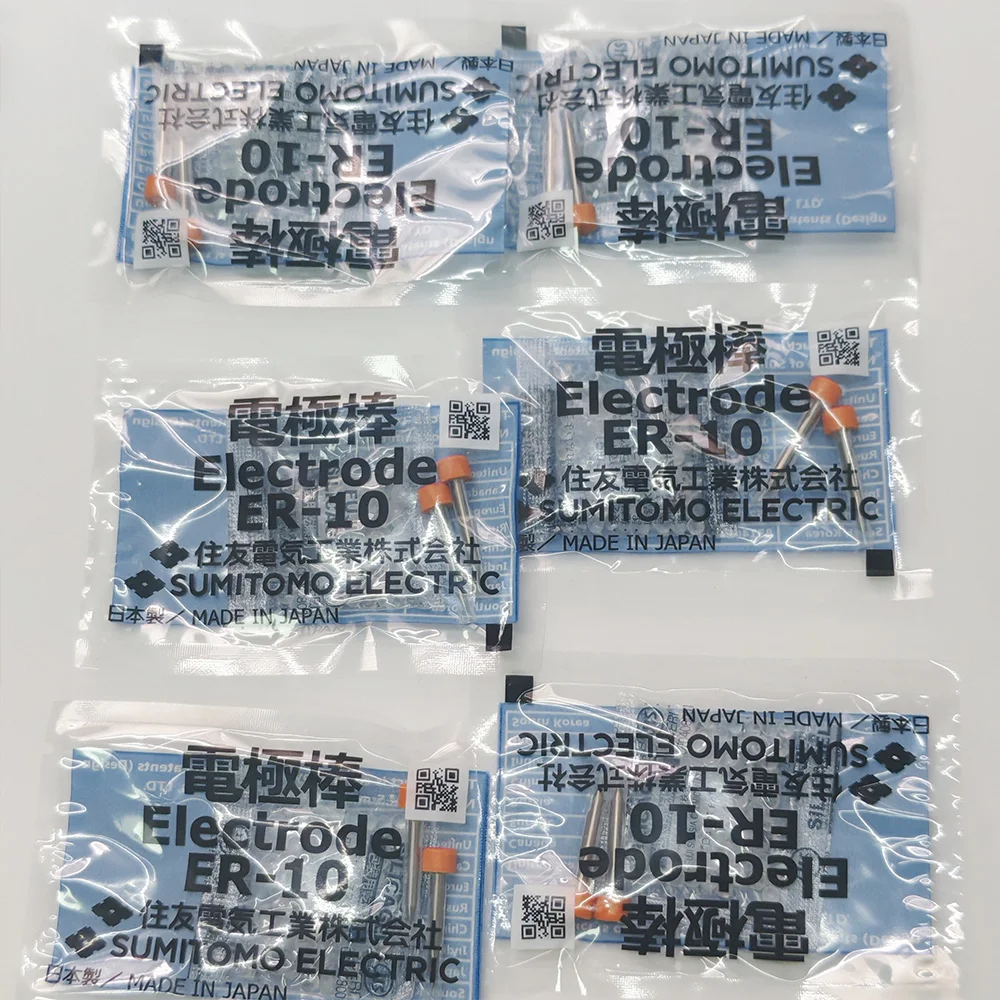 日本製／MADE IN JAPAN
SUMITOMO ELECTRIC
住友電気工業株式会社
ER-10
Electrode
電極棒
日本製／MADE IN JAPAN
SUMITOMO ELECTRIC
住友電気工業株式会社
ER-10
Electrode
電極棒
電極棒
Electrode
ER-10
住友電気工業株式会社
SUMITOMO ELECTRIC
日本製／MADE IN JAPAN
電極棒
Electrode
ER-10
住友電気工業株式会社
SUMITOMO ELECTRIC
製／MADE IN JAPAN
電極棒
Electrode
ER-10
住友電気工業株式会社
SUMITOMO ELECTRIC
日本製／MADE IN JAPAN
日本製／MADE IN JAPAN
SUMITOMO ELECTRIC
住友電気工業株式会社
ER-10
Electrode
電極棒